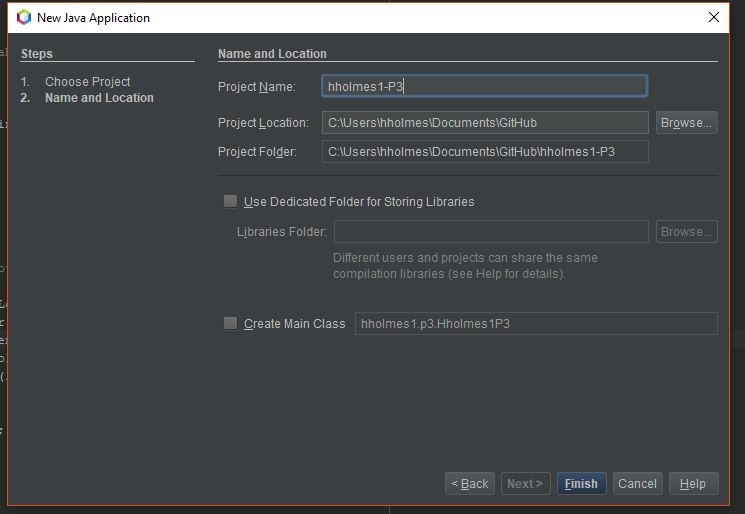 New Java Application
Steps
1. Choose Project
2. Name and Location
Name and Location
Project Name: hholmes1-P3
Project Location: C:\Users\hholmes\Documents\GitHub Browse...
Project Folder: C:\Users\hholmes\Documents\GitHub\hholmes1-P3
Use Dedicated Folder for Storing Libraries
Libraries Folder: Browse...
Different users and projects can share the same
compilation libraries (see Help for details).
Create Main Class hholmes1.p3.Hholmes1P3
< Back Next > Finish Cancel Help